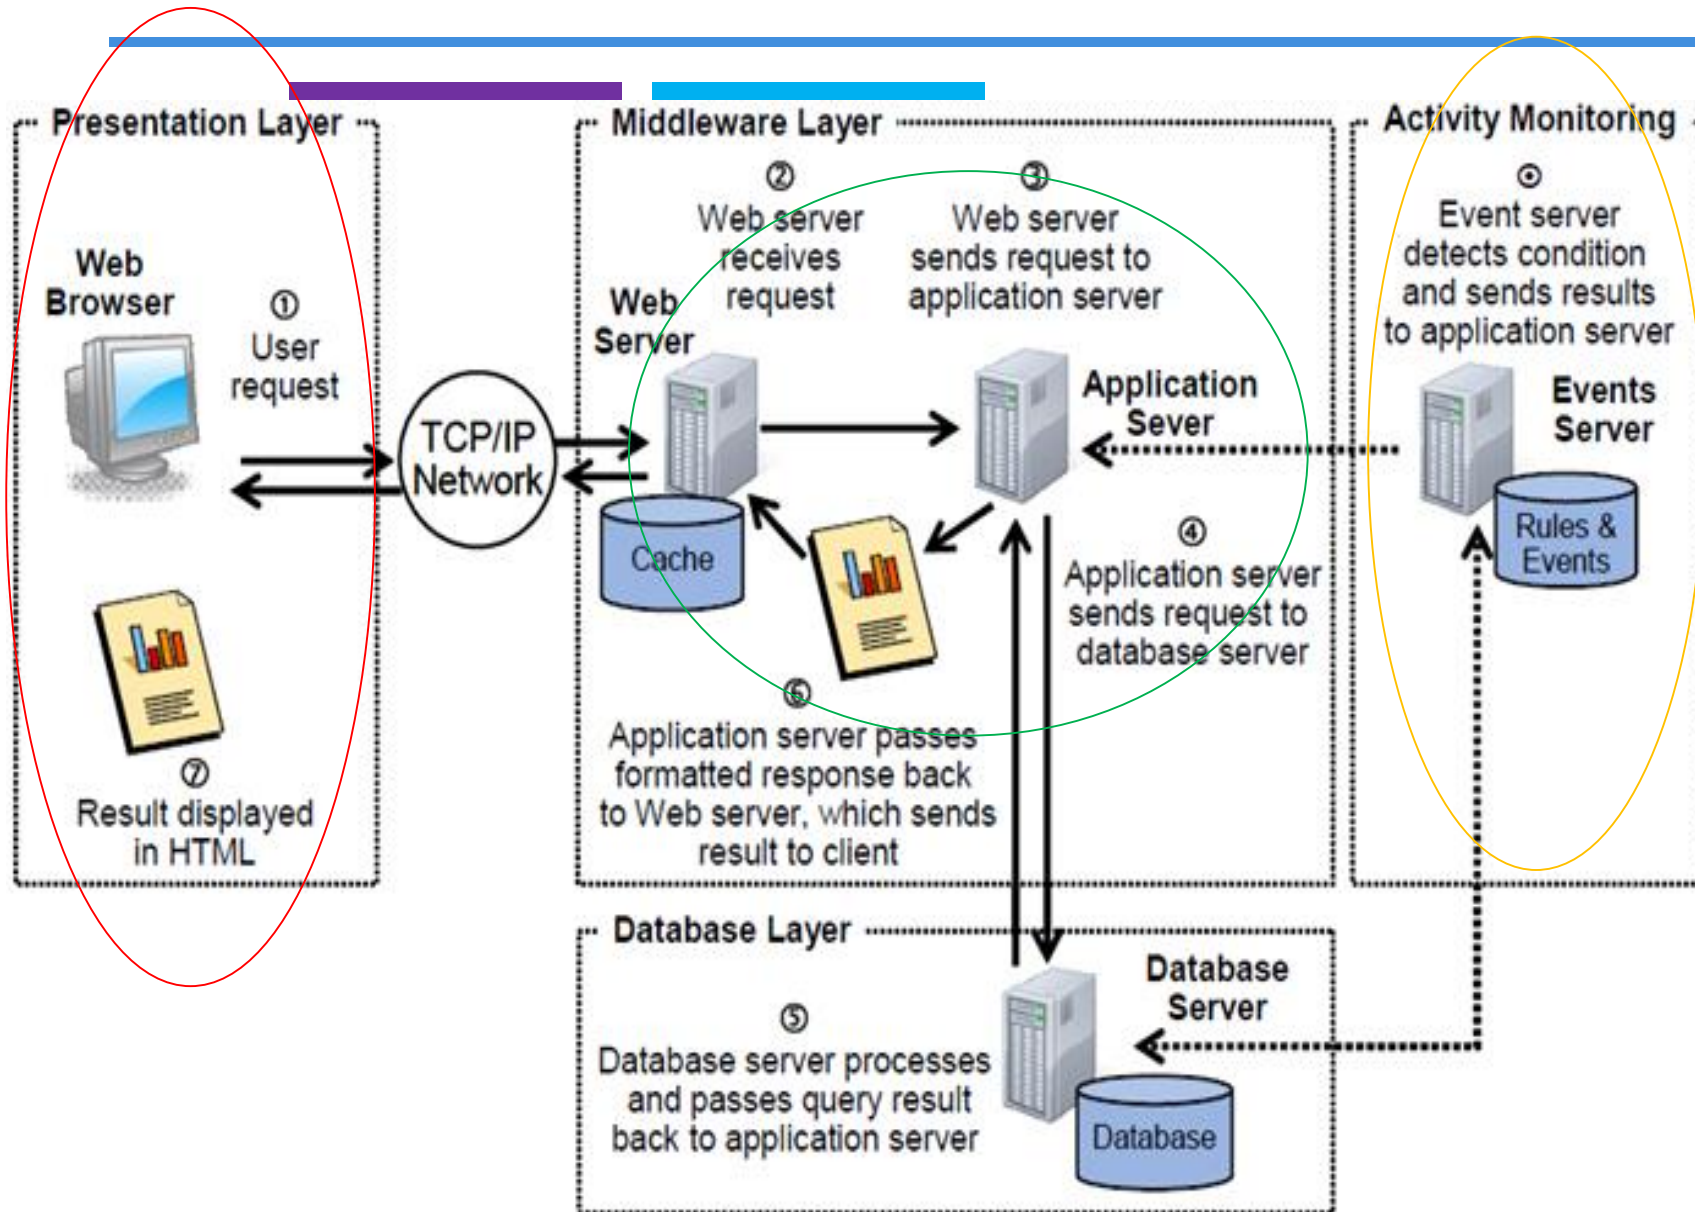 Presentation Layer
Web
Browser
①
User
request
TCP/IP
Network
⑦
Result displayed
in HTML
Middleware Layer
②
Web server
receives
request
③
Web server
sends request to
application server
Web
Server
Cache
Application
Sever
④
Application server
sends request to
database server
⑥
Application server passes
formatted response back
to Web server, which sends
result to client
Activity Monitoring
Event server
detects condition
and sends results
to application server
Events
Server
Rules &
Events
Database Layer
⑤
Database server processes
and passes query result
back to application server
Database
Server
Database